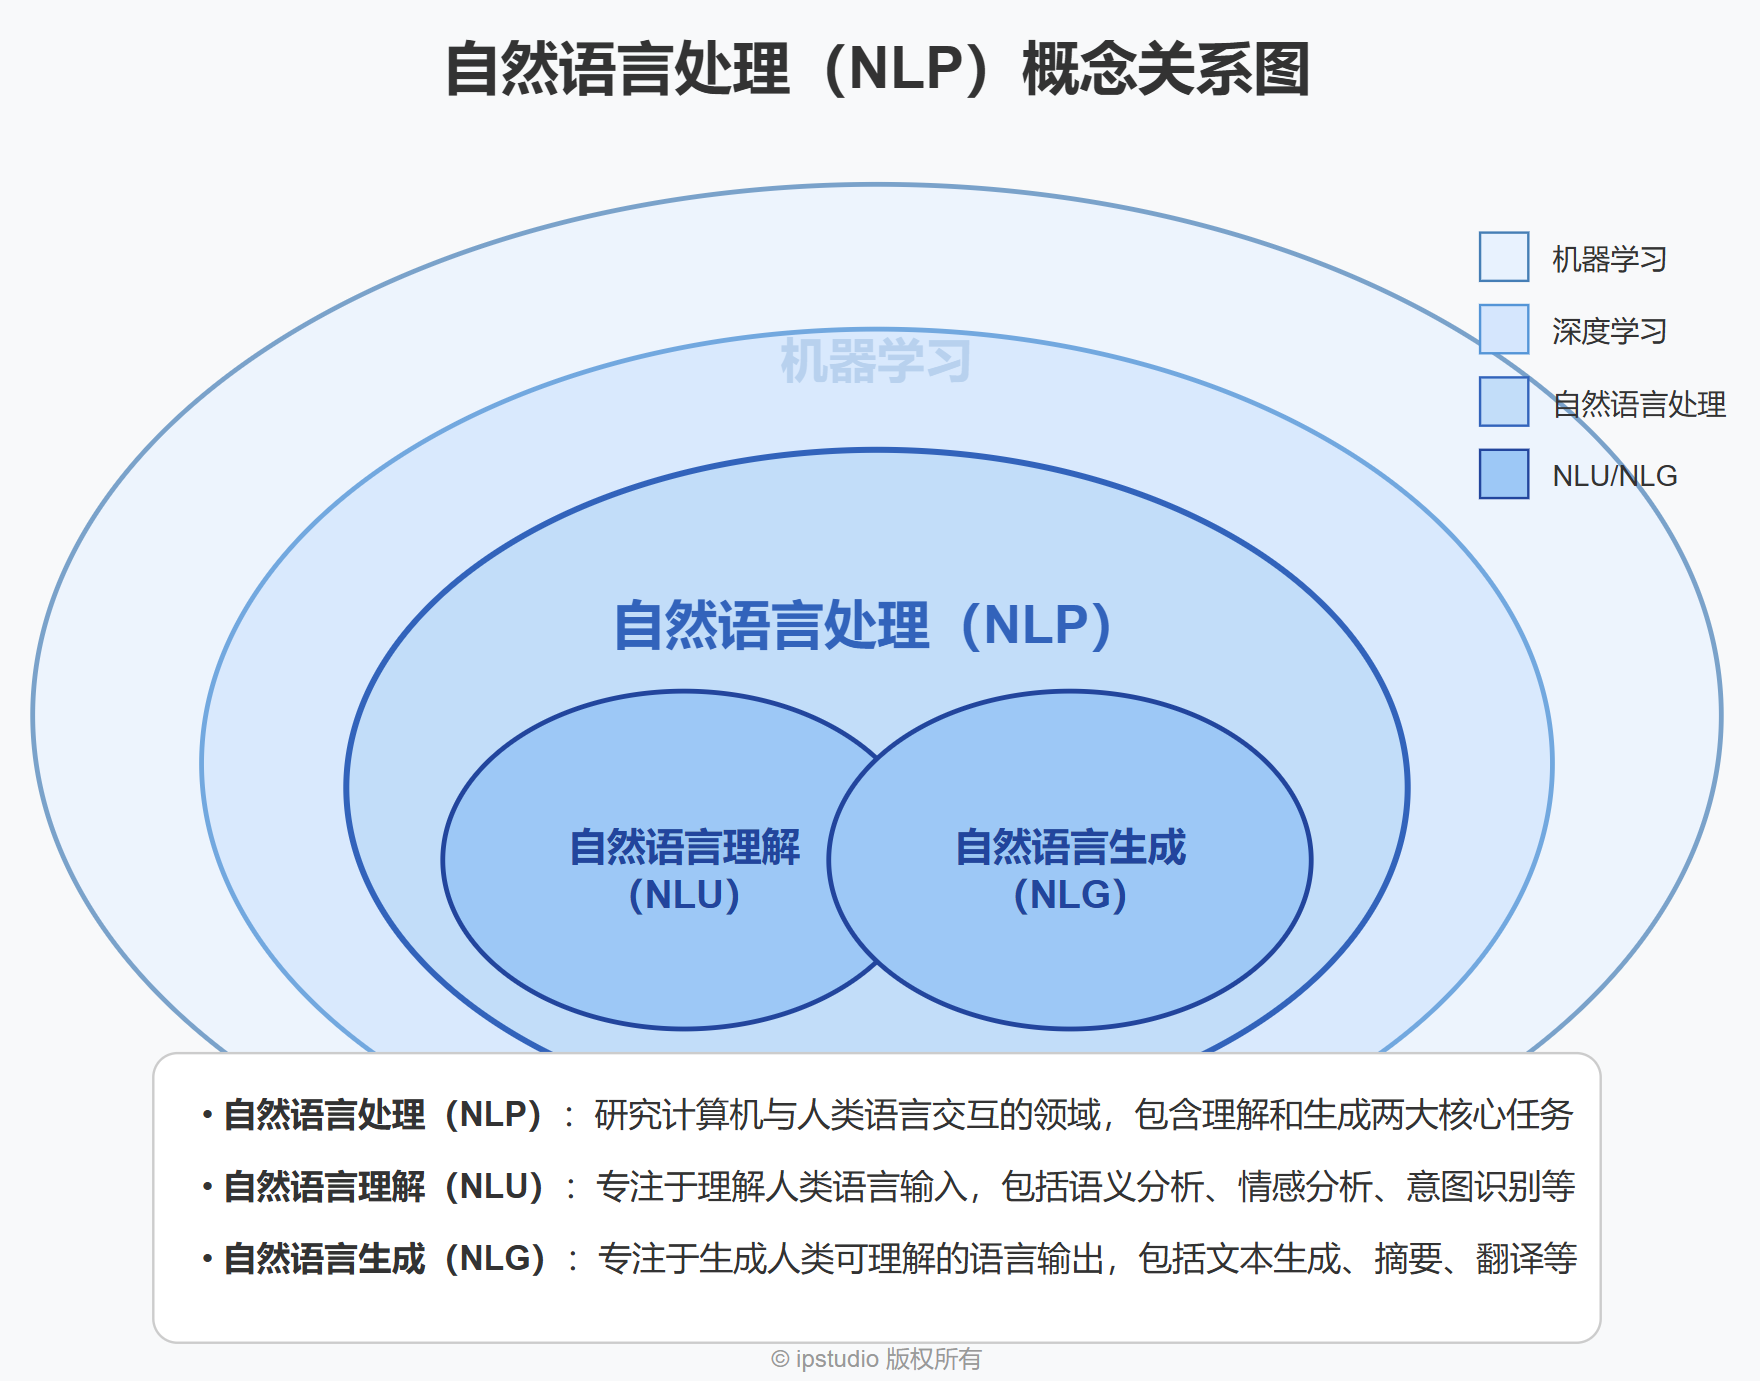 自然语言处理（NLP）概念关系图
机器学习
深度学习
自然语言处理
NLU/NLG
机器学习
自然语言处理（NLP）
自然语言理解
（NLU）
自然语言生成
（NLG）
• 自然语言处理（NLP）：研究计算机与人类语言交互的领域，包含理解和生成两大核心任务
• 自然语言理解（NLU）：专注于理解人类语言输入，包括语义分析、情感分析、意图识别等
• 自然语言生成（NLG）：专注于生成人类可理解的语言输出，包括文本生成、摘要、翻译等
© ipstudio 版权所有